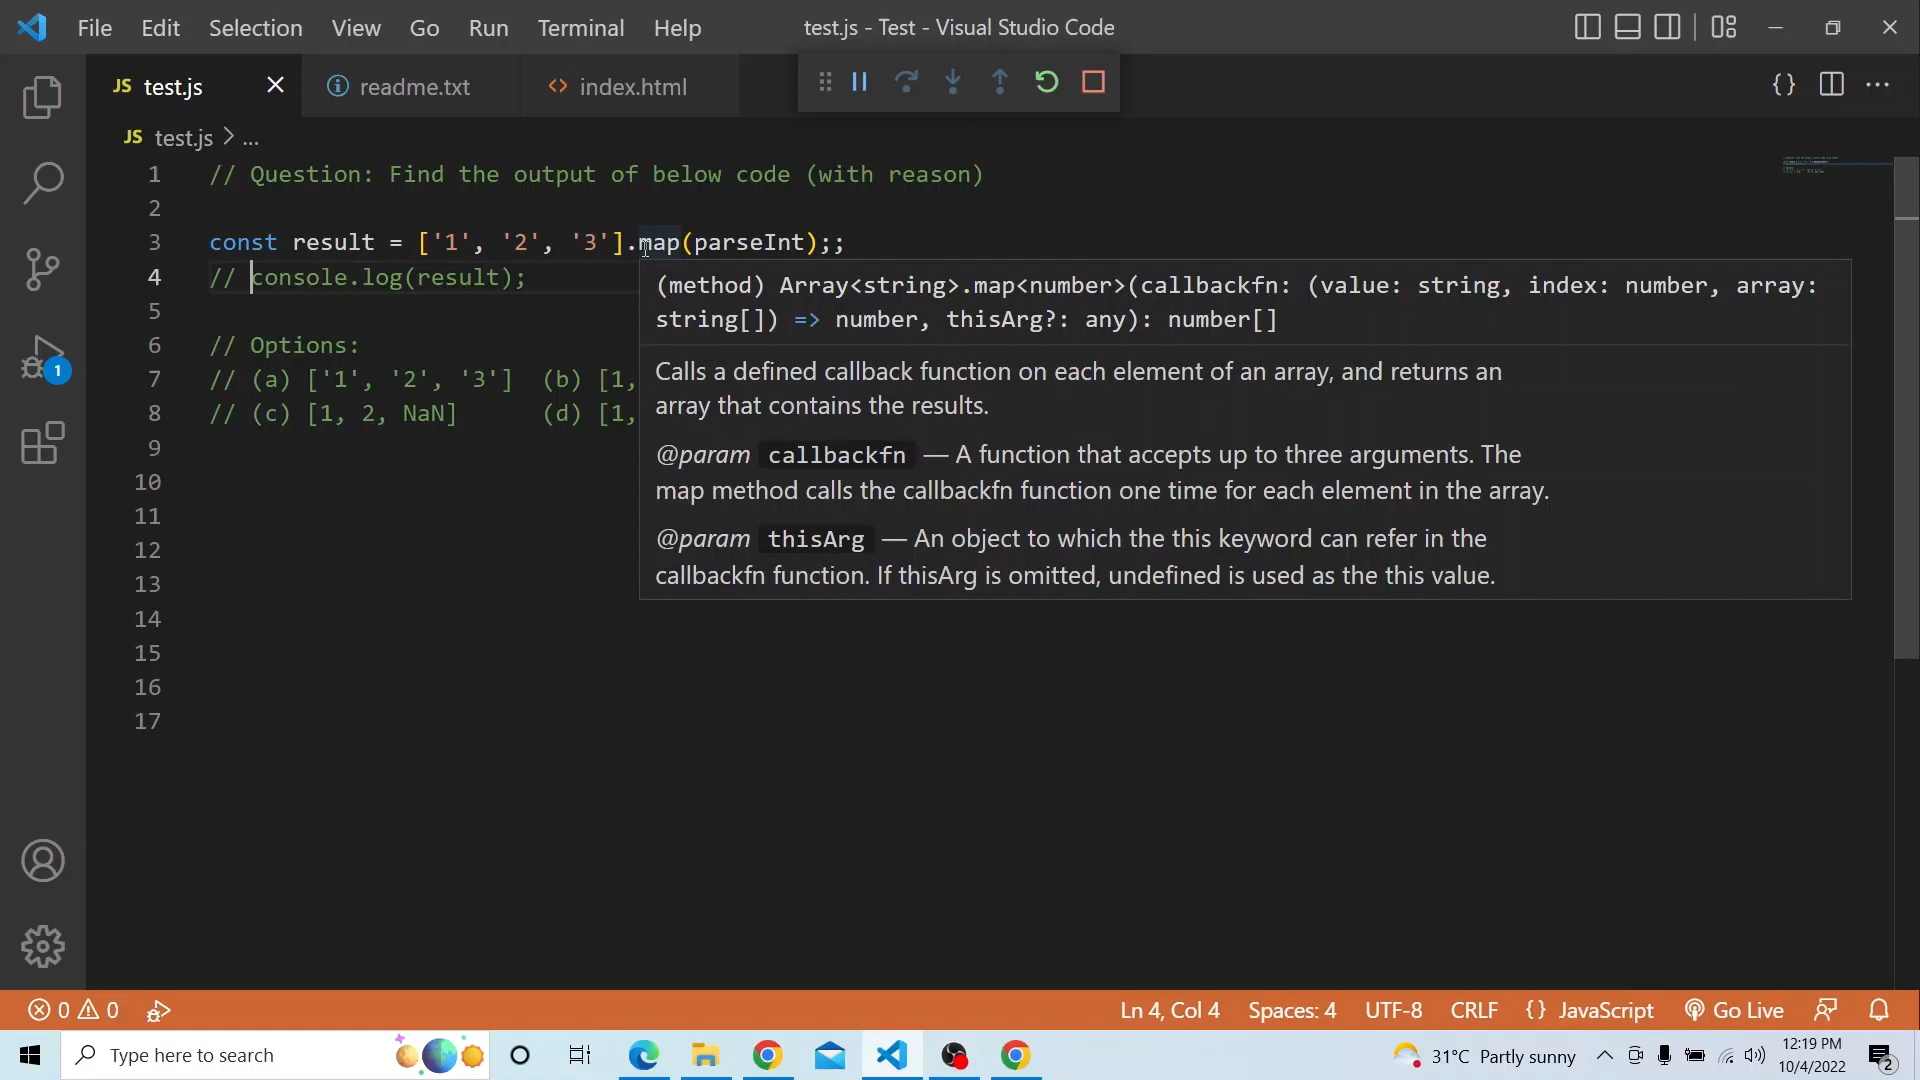 File Edit Selection View Go Run Terminal Help test.js - Test - Visual Studio Code
JS test.js readme.txt <> index.html {} ...
JS test.js > ...
1 // Question: Find the output of below code (with reason)
2
3 const result = ['1', '2', '3'].map(parseInt);;
4 // console.log(result);
(method) Array<string>.map<number>(callbackfn: (value: string, index: number, array:
string[]) => number, thisArg?: any): number[]
5
6 // Options:
7 // (a) ['1', '2', '3'] (b) [1,
8 // (c) [1, 2, NaN] (d) [1,
Calls a defined callback function on each element of an array, and returns an
array that contains the results.
@param callbackfn — A function that accepts up to three arguments. The
map method calls the callbackfn function one time for each element in the array.
@param thisArg — An object to which the this keyword can refer in the
callbackfn function. If thisArg is omitted, undefined is used as the this value.
9
10
11
12
13
14
15
16
17
1
0 0 Ln 4, Col 4 Spaces: 4 UTF-8 CRLF {} JavaScript Go Live
Type here to search 31°C Partly sunny 12:19 PM
10/4/2022
2